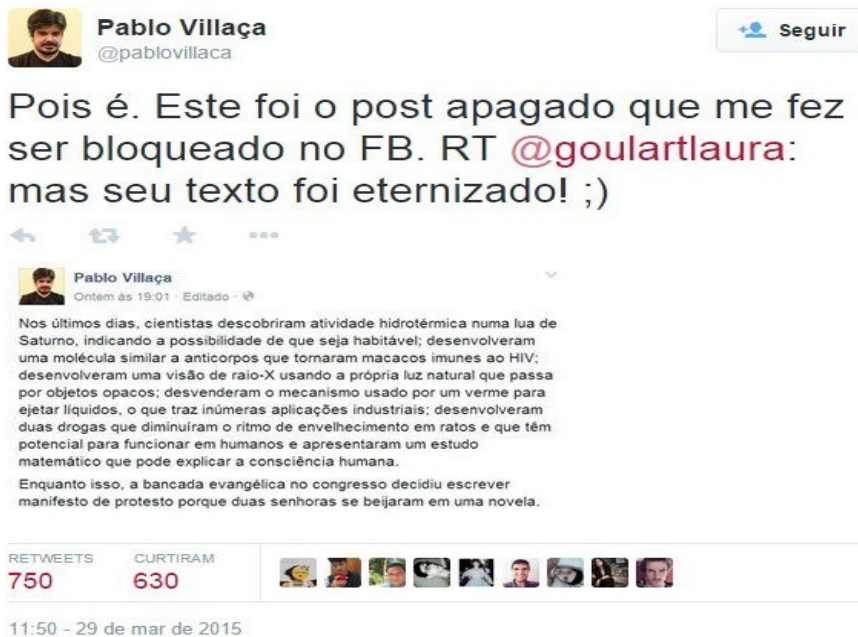 Pablo Villaça
@pablovillaca
Seguir
Pois é. Este foi o post apagado que me fez
ser bloqueado no FB. RT @goulartlaura:
mas seu texto foi eternizado! ;)
Pablo Villaça
Ontem às 19:01 · Editado ·
Nos últimos dias, cientistas descobriram atividade hidrotérmica numa lua de
Saturno, indicando a possibilidade de que seja habitável; desenvolveram
uma molécula similar a anticorpos que tornaram macacos imunes ao HIV;
desenvolveram uma visão de raio-X usando a própria luz natural que passa
por objetos opacos; desvenderam o mecanismo usado por um verme para
ejetar líquidos, o que traz inúmeras aplicações industriais; desenvolveram
duas drogas que diminuíram o ritmo de envelhecimento em ratos e que têm
potencial para funcionar em humanos e apresentaram um estudo
matemático que pode explicar a consciência humana.
Enquanto isso, a bancada evangélica no congresso decidiu escrever
manifesto de protesto porque duas senhoras se beijaram em uma novela.
RETWEETS CURTIRAM
750 630
11:50 - 29 de mar de 2015